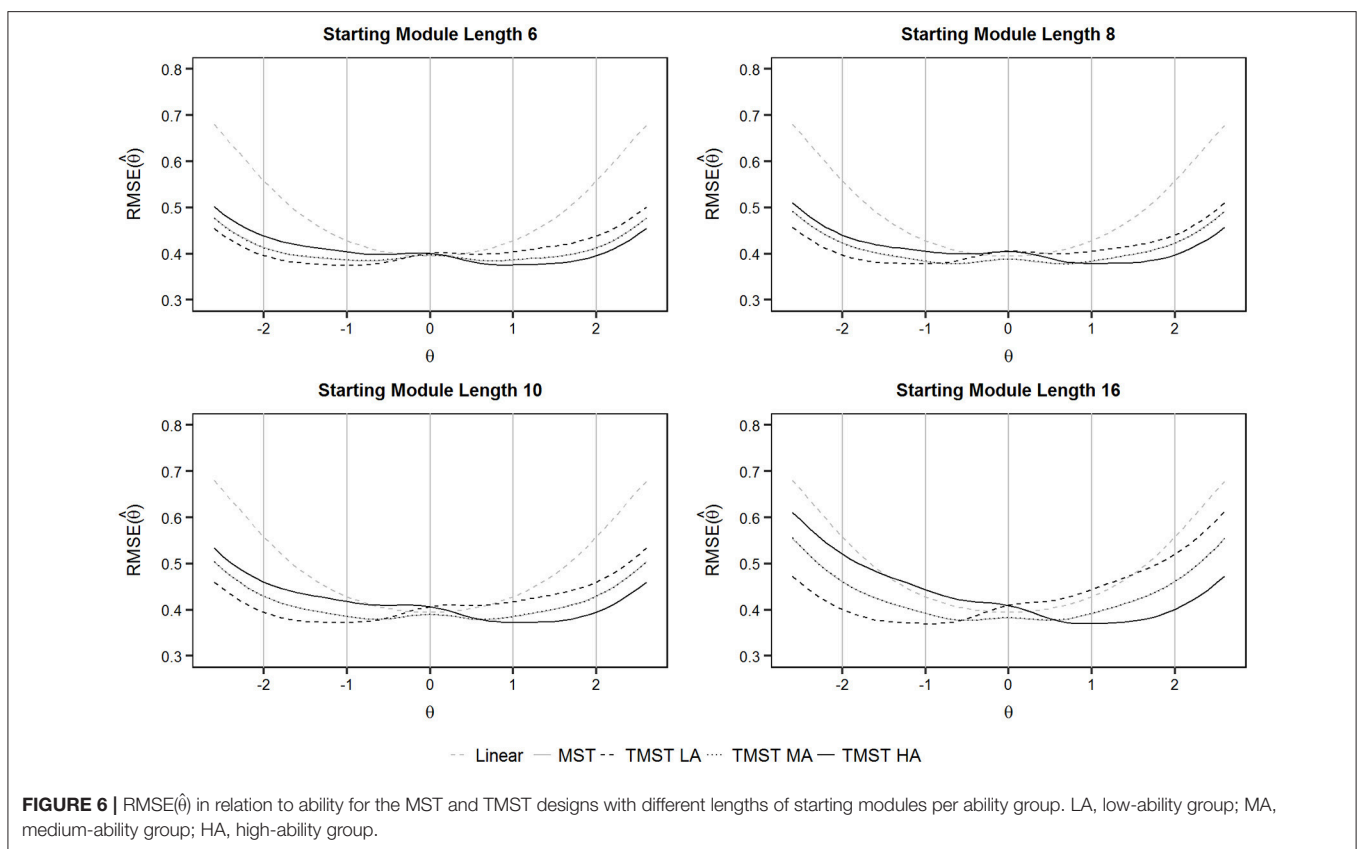 Starting Module Length 6
Starting Module Length 8
0.8
0.7
0.6
0.5
0.4
0.3
RMSE(θ̂)
-2 -1 0 1 2
θ
0.8
0.7
0.6
0.5
0.4
0.3
RMSE(θ̂)
-2 -1 0 1 2
θ
Starting Module Length 10
Starting Module Length 16
0.8
0.7
0.6
0.5
0.4
0.3
RMSE(θ̂)
-2 -1 0 1 2
θ
0.8
0.7
0.6
0.5
0.4
0.3
RMSE(θ̂)
-2 -1 0 1 2
θ
Linear MST TMST LA TMST MA TMST HA
FIGURE 6 | RMSE(θ̂) in relation to ability for the MST and TMST designs with different lengths of starting modules per ability group. LA, low-ability group; MA,
medium-ability group; HA, high-ability group.